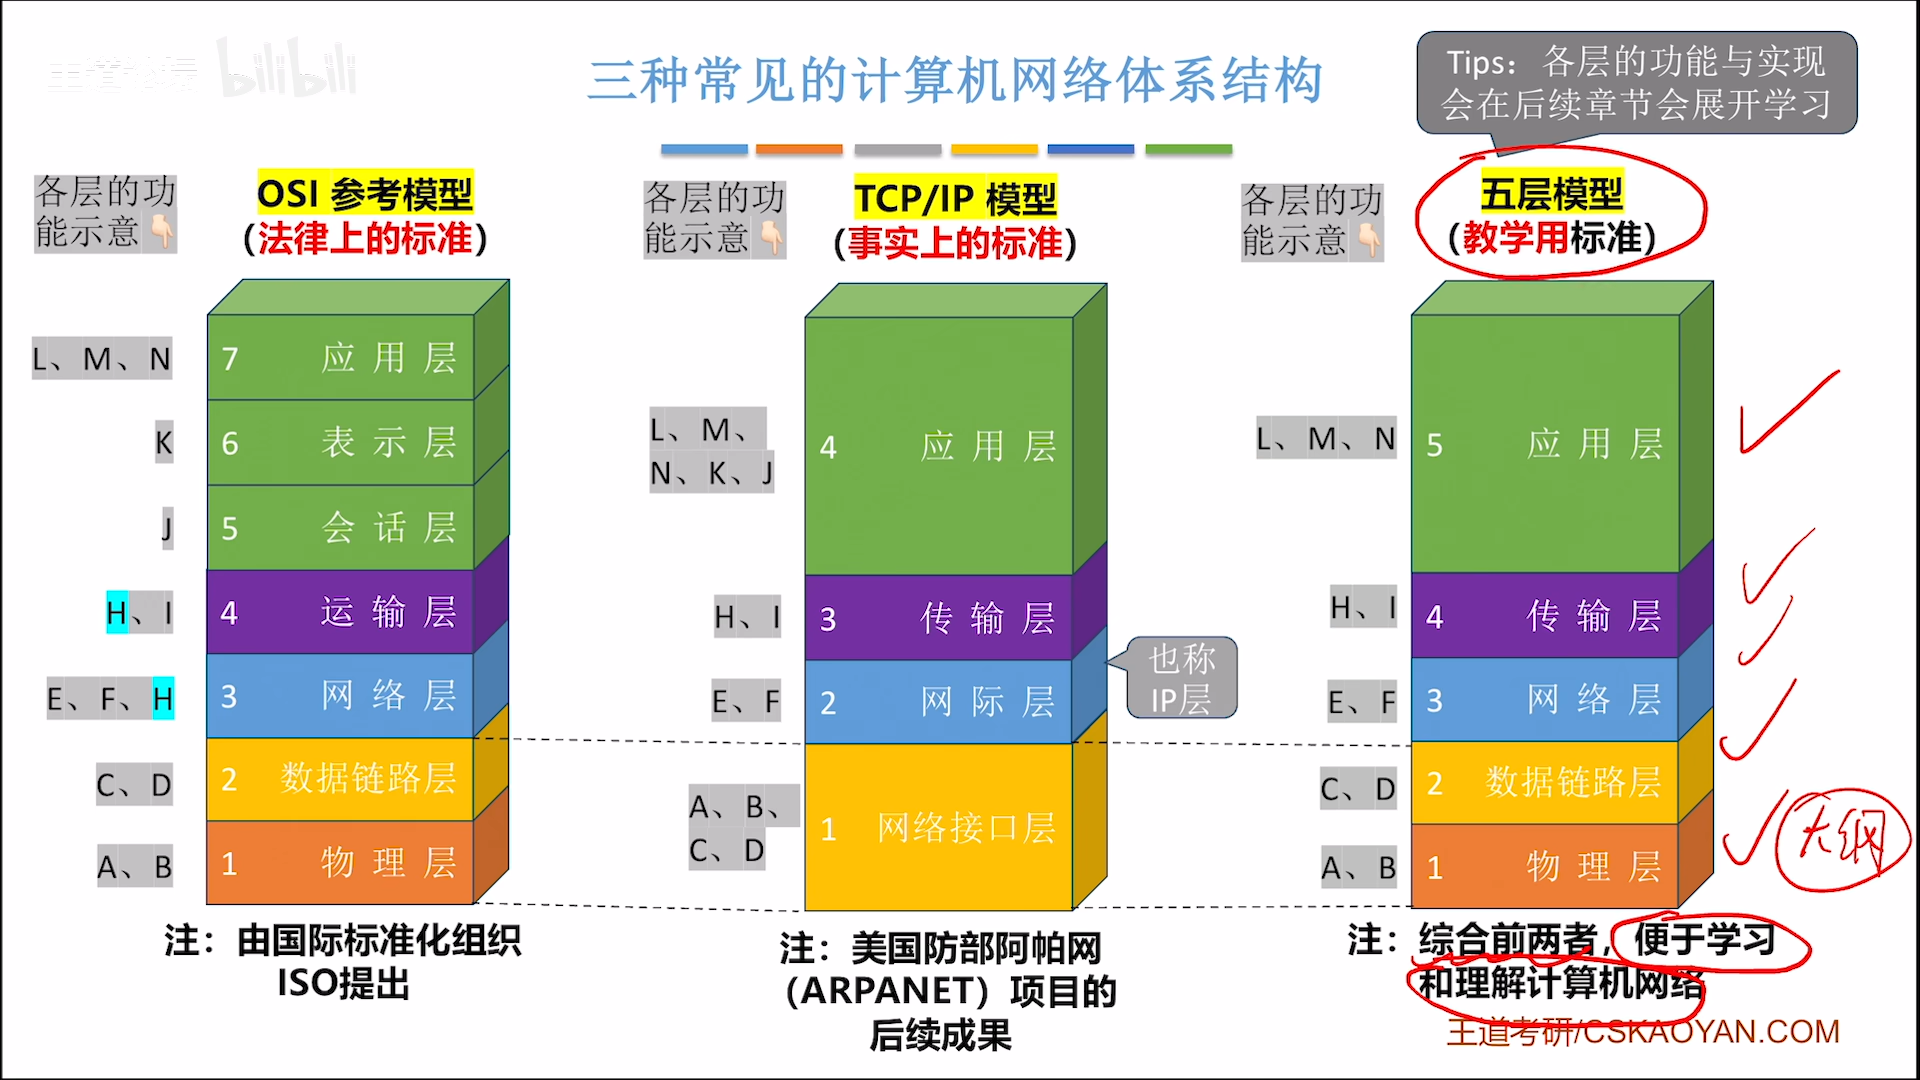 王道论坛 bilibili
三种常见的计算机网络体系结构
Tips：各层的功能与实现
会在后续章节会展开学习
各层的功
能示意👇🏻
OSI 参考模型
（法律上的标准）
L、M、N
7 应用层
K
6 表示层
J
5 会话层
H、I
4 运输层
E、F、H
3 网络层
C、D
2 数据链路层
A、B
1 物理层
注：由国际标准化组织
ISO提出
各层的功
能示意👇🏻
TCP/IP 模型
（事实上的标准）
L、M、
N、K、J
4 应用层
H、I
3 传输层
E、F
2 网际层
也称
IP层
A、B、
C、D
1 网络接口层
注：美国防部阿帕网
（ARPANET）项目的
后续成果
各层的功
能示意👇🏻
五层模型
（教学用标准）
L、M、N
5 应用层
H、I
4 传输层
E、F
3 网络层
C、D
2 数据链路层
A、B
1 物理层
大纲
注：综合前两者，便于学习
和理解计算机网络
王道考研/CSKAOYAN.COM